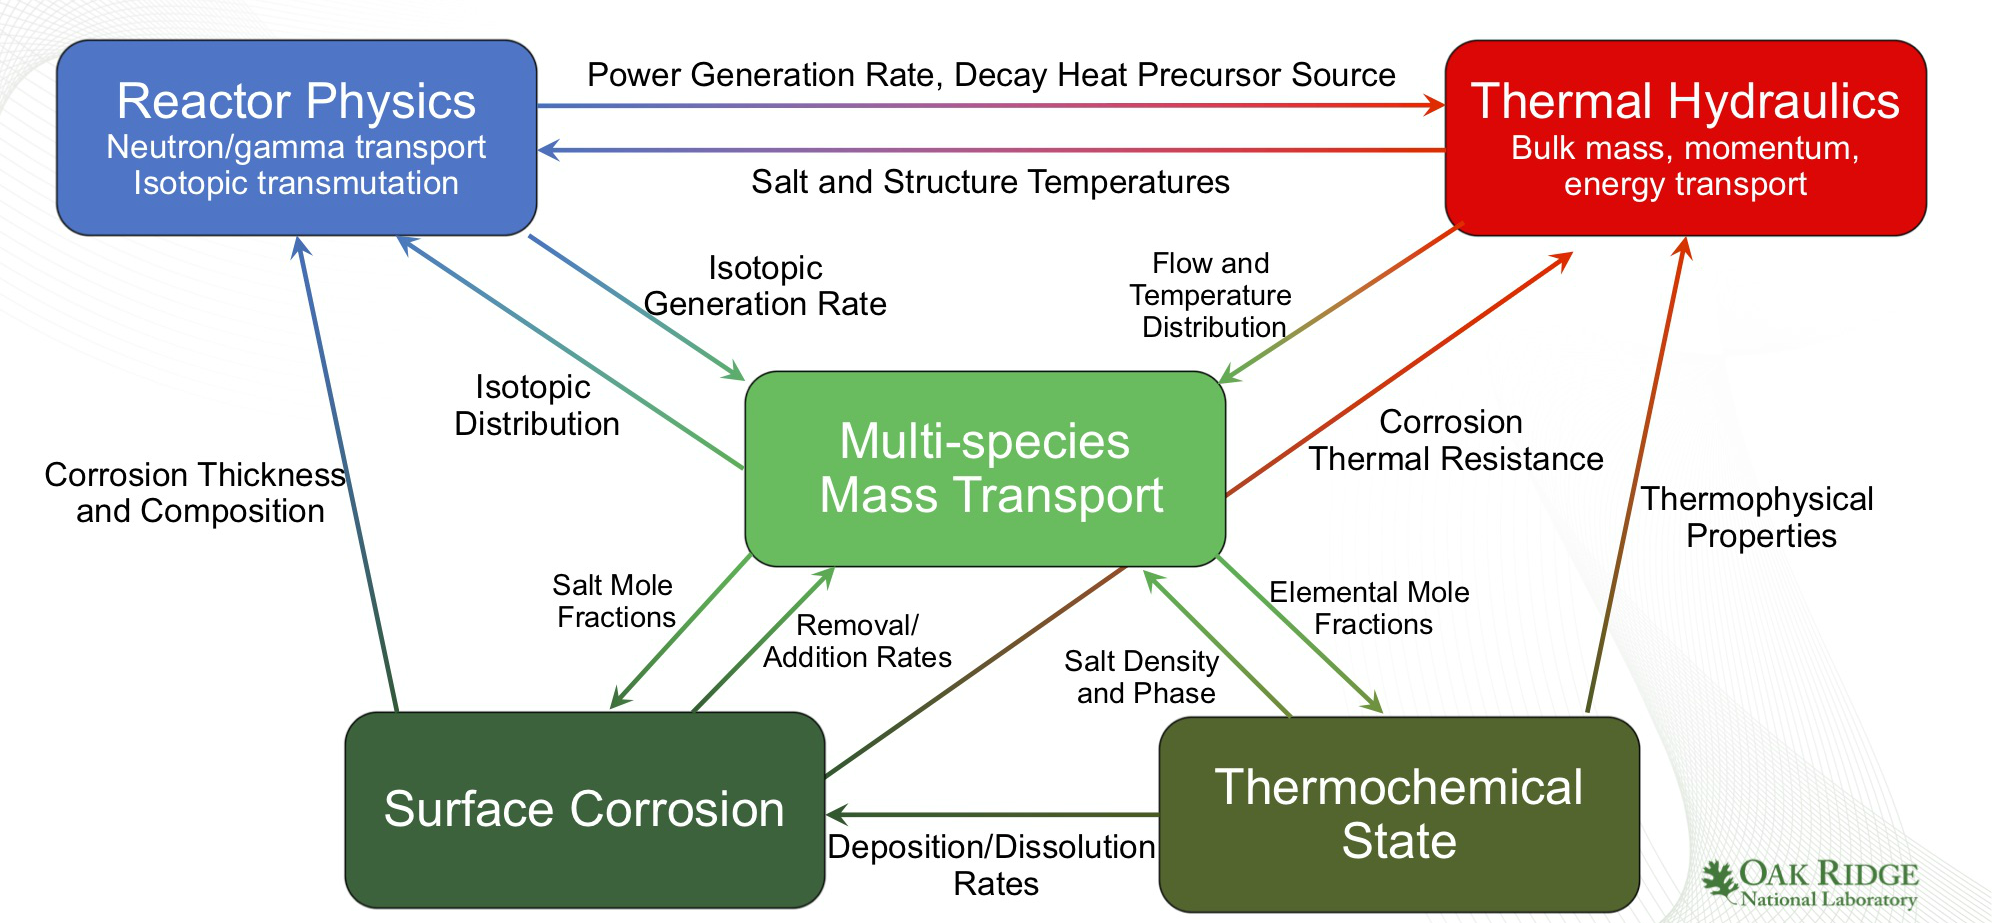 Reactor Physics
Neutron/gamma transport
Isotopic transmutation
Power Generation Rate, Decay Heat Precursor Source
Salt and Structure Temperatures
Thermal Hydraulics
Bulk mass, momentum,
energy transport
Isotopic
Generation Rate
Flow and
Temperature
Distribution
Isotopic
Distribution
Multi-species
Mass Transport
Corrosion
Thermal Resistance
Corrosion Thickness
and Composition
Thermophysical
Properties
Salt Mole
Fractions
Removal/
Addition Rates
Salt Density
and Phase
Elemental Mole
Fractions
Surface Corrosion
Deposition/Dissolution
Rates
Thermochemical
State
OAK RIDGE
National Laboratory